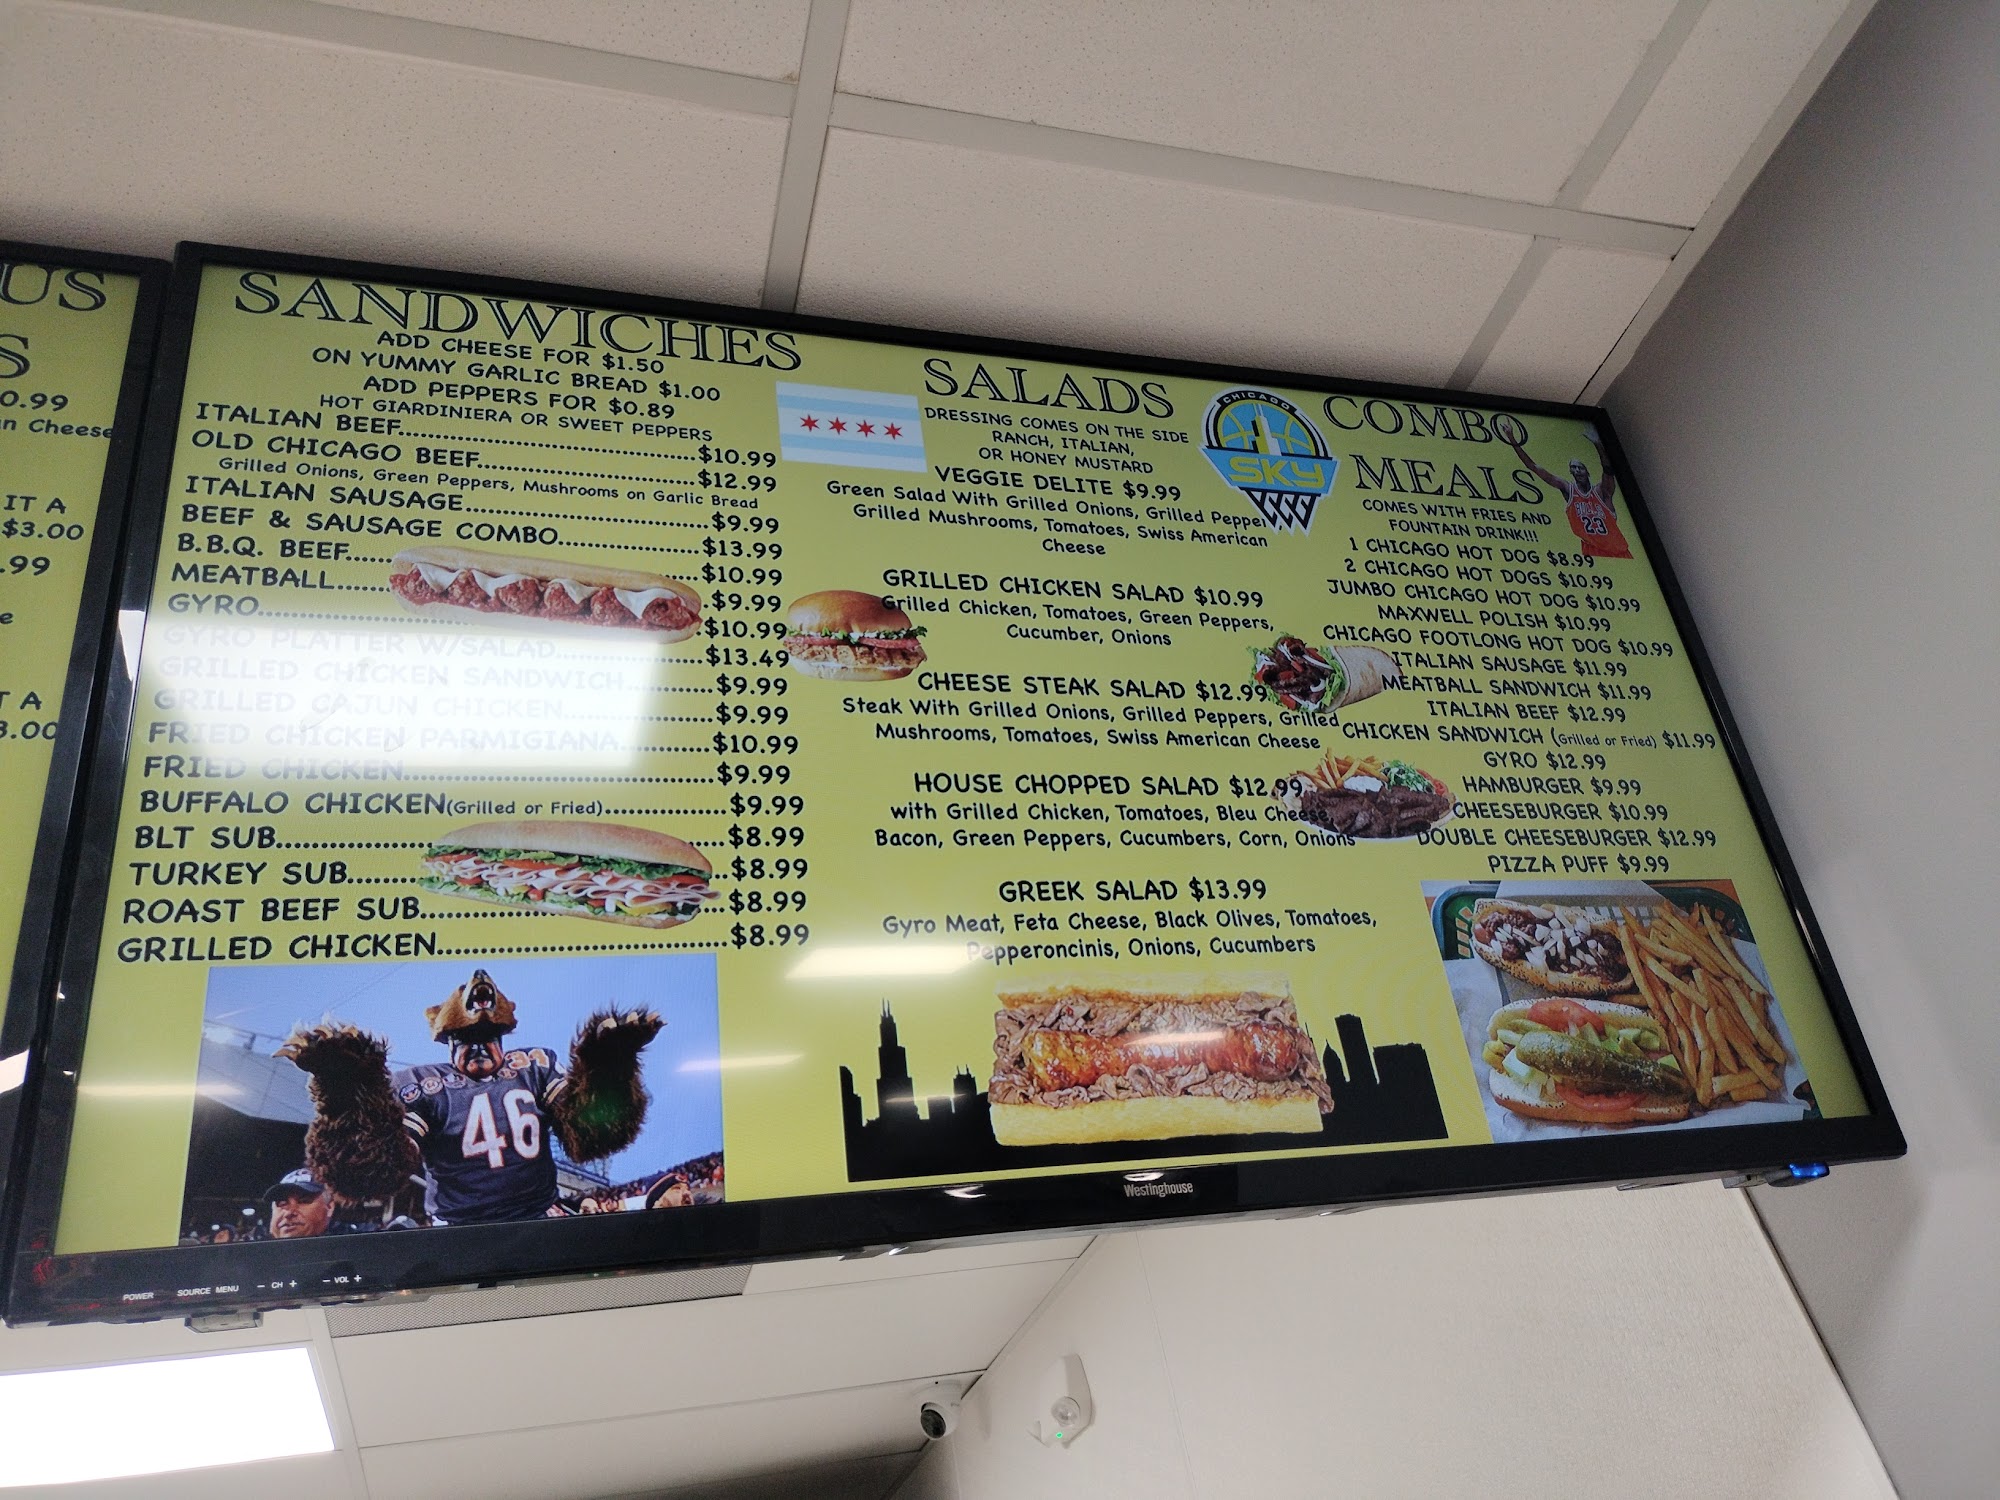 US
S
0.99
n Cheese
IT A
$3.00
.99
e
T A
3.00
SANDWICHES
ADD CHEESE FOR $1.50
ON YUMMY GARLIC BREAD $1.00
ADD PEPPERS FOR $0.89
HOT GIARDINIERA OR SWEET PEPPERS
ITALIAN BEEF $10.99
OLD CHICAGO BEEF $12.99
Grilled Onions, Green Peppers, Mushrooms on Garlic Bread
ITALIAN SAUSAGE $9.99
BEEF & SAUSAGE COMBO $13.99
B.B.Q. BEEF $10.99
MEATBALL $9.99
GYRO $10.99
GYRO PLATTER W/SALAD $13.49
GRILLED CHICKEN SANDWICH $9.99
GRILLED CAJUN CHICKEN $9.99
FRIED CHICKEN PARMIGIANA $10.99
FRIED CHICKEN $9.99
BUFFALO CHICKEN(Grilled or Fried) $9.99
BLT SUB $8.99
TURKEY SUB $8.99
ROAST BEEF SUB $8.99
GRILLED CHICKEN $8.99
46
34
SALADS
DRESSING COMES ON THE SIDE
RANCH, ITALIAN,
OR HONEY MUSTARD
VEGGIE DELITE $9.99
Green Salad With Grilled Onions, Grilled Pepper
Grilled Mushrooms, Tomatoes, Swiss American
Cheese
GRILLED CHICKEN SALAD $10.99
Grilled Chicken, Tomatoes, Green Peppers,
Cucumber, Onions
CHEESE STEAK SALAD $12.99
Steak With Grilled Onions, Grilled Peppers, Grilled
Mushrooms, Tomatoes, Swiss American Cheese
HOUSE CHOPPED SALAD $12.99
with Grilled Chicken, Tomatoes, Bleu Cheese,
Bacon, Green Peppers, Cucumbers, Corn, Onions
GREEK SALAD $13.99
Gyro Meat, Feta Cheese, Black Olives, Tomatoes,
Pepperoncinis, Onions, Cucumbers
CHICAGO
SKY
COMBO
MEALS
COMES WITH FRIES AND
FOUNTAIN DRINK!!!
BULLS
23
1 CHICAGO HOT DOG $8.99
2 CHICAGO HOT DOGS $10.99
JUMBO CHICAGO HOT DOG $10.99
MAXWELL POLISH $10.99
CHICAGO FOOTLONG HOT DOG $10.99
ITALIAN SAUSAGE $11.99
MEATBALL SANDWICH $11.99
ITALIAN BEEF $12.99
CHICKEN SANDWICH (Grilled or Fried) $11.99
GYRO $12.99
HAMBURGER $9.99
CHEESEBURGER $10.99
DOUBLE CHEESEBURGER $12.99
PIZZA PUFF $9.99
Westinghouse
POWER SOURCE MENU − CH + − VOL +